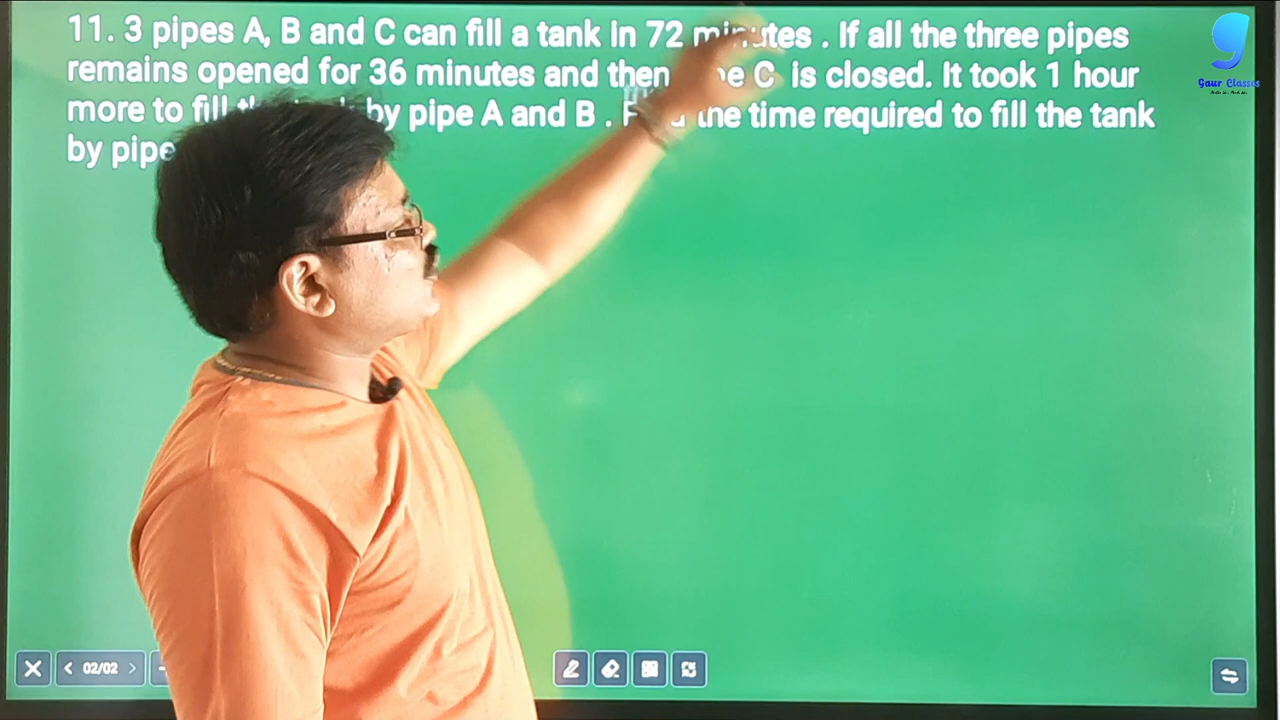 11. 3 pipes A, B and C can fill a tank in 72 minutes . If all the three pipes
remains opened for 36 minutes and then C is closed. It took 1 hour
more to fill by pipe A and B . the time required to fill the tank
by pipe
Gaur Classes
02/02